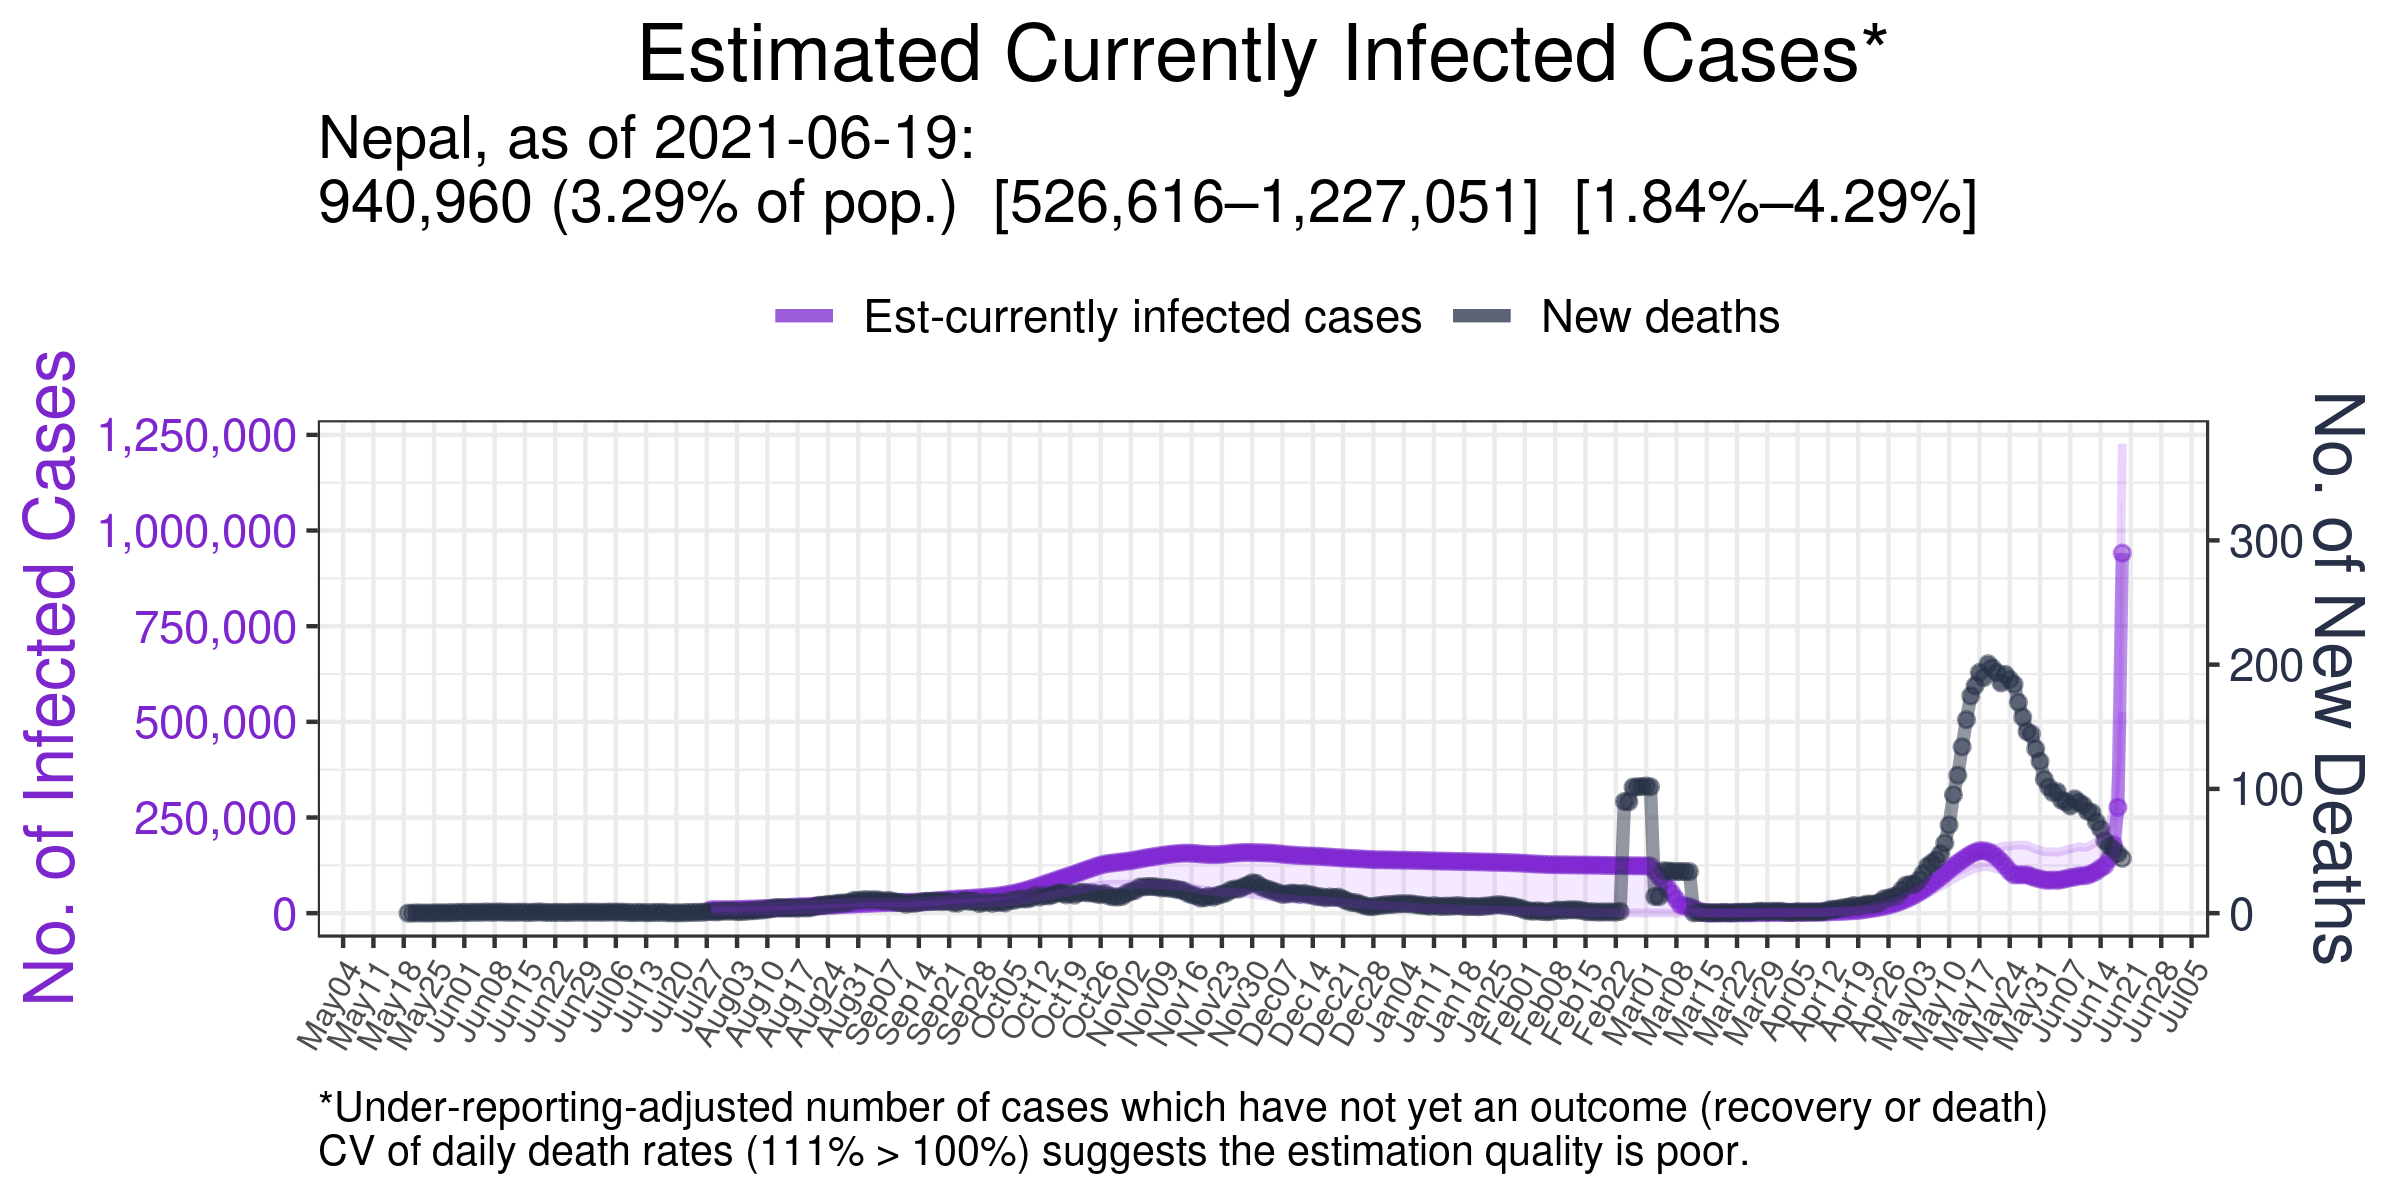 Estimated Currently Infected Cases*
Nepal, as of 2021-06-19:
940,960 (3.29% of pop.) [526,616–1,227,051] [1.84%–4.29%]
Est-currently infected cases
New deaths
No. of Infected Cases
1,250,000
1,000,000
750,000
500,000
250,000
0
No. of New Deaths
300
200
100
0
May04
May11
May18
May25
Jun01
Jun08
Jun15
Jun22
Jun29
Jul06
Jul13
Jul20
Jul27
Aug03
Aug10
Aug17
Aug24
Aug31
Sep07
Sep14
Sep21
Sep28
Oct05
Oct12
Oct19
Oct26
Nov02
Nov09
Nov16
Nov23
Nov30
Dec07
Dec14
Dec21
Dec28
Jan04
Jan11
Jan18
Jan25
Feb01
Feb08
Feb15
Feb22
Mar01
Mar08
Mar15
Mar22
Mar29
Apr05
Apr12
Apr19
Apr26
May03
May10
May17
May24
May31
Jun07
Jun14
Jun21
Jun28
Jul05
*Under-reporting-adjusted number of cases which have not yet an outcome (recovery or death)
CV of daily death rates (111% > 100%) suggests the estimation quality is poor.